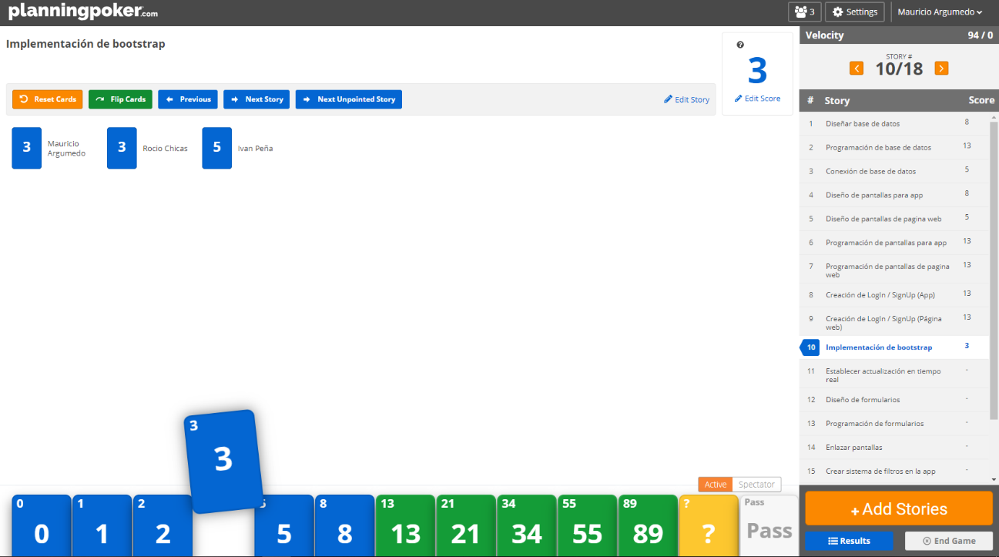 planningpoker.com
3
Settings
Mauricio Argumedo
Implementación de bootstrap
?
3
Edit Score
Reset Cards
Flip Cards
Previous
Next Story
Next Unpointed Story
Edit Story
3
Mauricio
Argumedo
3
Rocio Chicas
5
Ivan Peña
Velocity 94 / 0
STORY #
10/18
# Story Score
1 Diseñar base de datos 8
2 Programación de base de datos 13
3 Conexión de base de datos 5
4 Diseño de pantallas para app 8
5 Diseño de pantallas de pagina web 5
6 Programación de pantallas para app 13
7 Programación de pantallas de pagina 13
web
8 Creación de LogIn / SignUp (App) 13
9 Creación de LogIn / SignUp (Página 13
web)
10 Implementación de bootstrap 3
11 Establecer actualización en tiempo -
real
12 Diseño de formularios -
13 Programación de formularios -
14 Enlazar pantallas -
15 Crear sistema de filtros en la app -
Active Spectator
0
0
1
1
2
2
3
3
5
5
8
8
13
13
21
21
34
34
55
55
89
89
?
?
Pass
Pass
+ Add Stories
Results
End Game